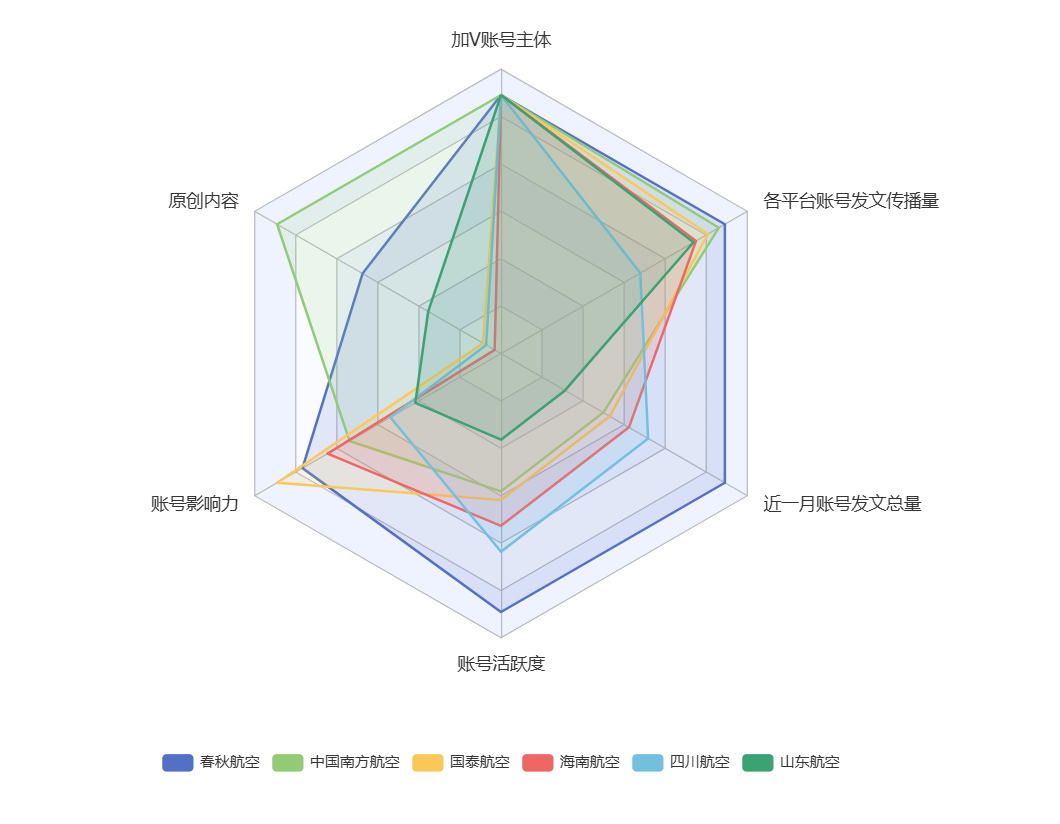 加V账号主体
原创内容
各平台账号发文传播量
账号影响力
近一月账号发文总量
账号活跃度
春秋航空 中国南方航空 国泰航空 海南航空 四川航空 山东航空